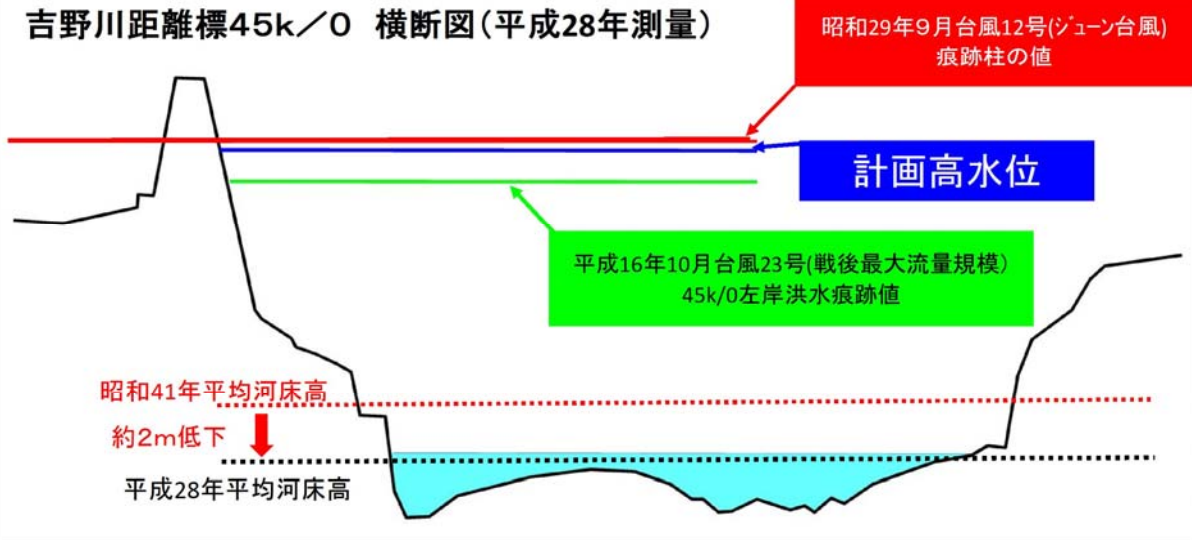 吉野川距離標４５ｋ／０ 横断図（平成２８年測量）
昭和29年９月台風12号(ジューン台風)
痕跡柱の値
計画高水位
平成16年10月台風23号(戦後最大流量規模）
45k/0左岸洪水痕跡値
昭和41年平均河床高
約２ｍ低下
平成28年平均河床高